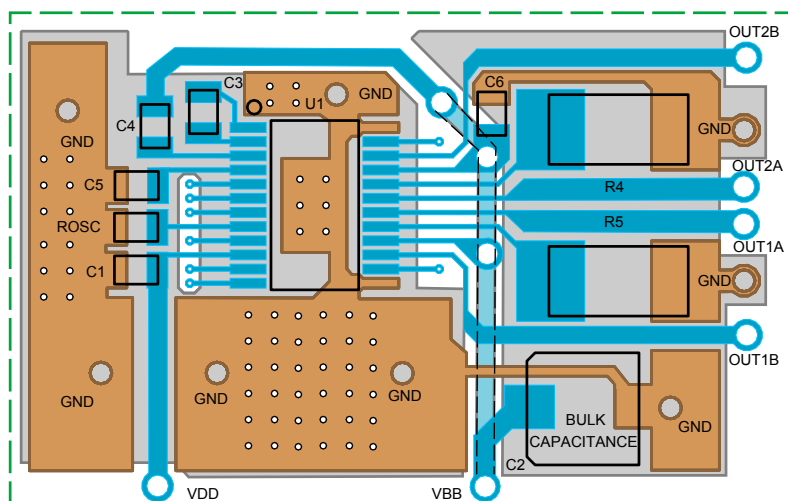 OUT2B
C3
C6
U1
GND
C4
GND
GND
OUT2A
C5
R4
ROSC
R5
OUT1A
C1
GND
OUT1B
GND
GND
GND
BULK
GND
CAPACITANCE
C2
VDD
VBB